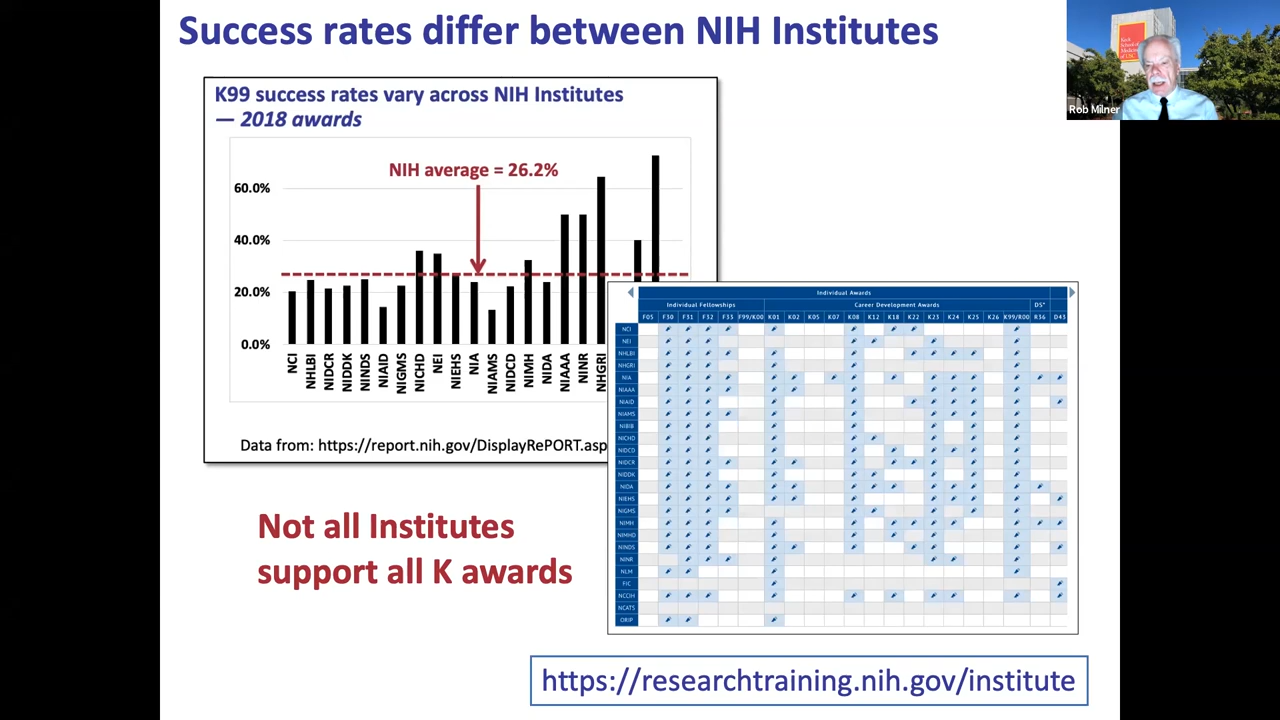 Success rates differ between NIH Institutes
Rob Milner
K99 success rates vary across NIH Institutes
— 2018 awards
NIH average = 26.2%
60.0%
40.0%
20.0%
0.0%
NCI NHLBI NIDCR NIDDK NINDS NIAID NIGMS NICHD NEI NIEHS NIA NIAMS NIDCD NIMH NIDA NIAAA NINR NHGRI
Data from: https://report.nih.gov/DisplayRePORT.asp
Individual Awards
Individual Fellowships Career Development Awards DS*
F05 F30 F31 F32 F33 F99/K00 K01 K02 K05 K07 K08 K12 K18 K22 K23 K24 K25 K26 K99/R00 R36 D43
NCI
NEI
NHLBI
NHGRI
NIA
NIAAA
NIAID
NIAMS
NIBIB
NICHD
NIDCD
NIDCR
NIDDK
NIDA
NIEHS
NIGMS
NIMH
NIMHD
NINDS
NINR
NLM
FIC
NCCIH
NCATS
ORIP
Not all Institutes
support all K awards
https://researchtraining.nih.gov/institute